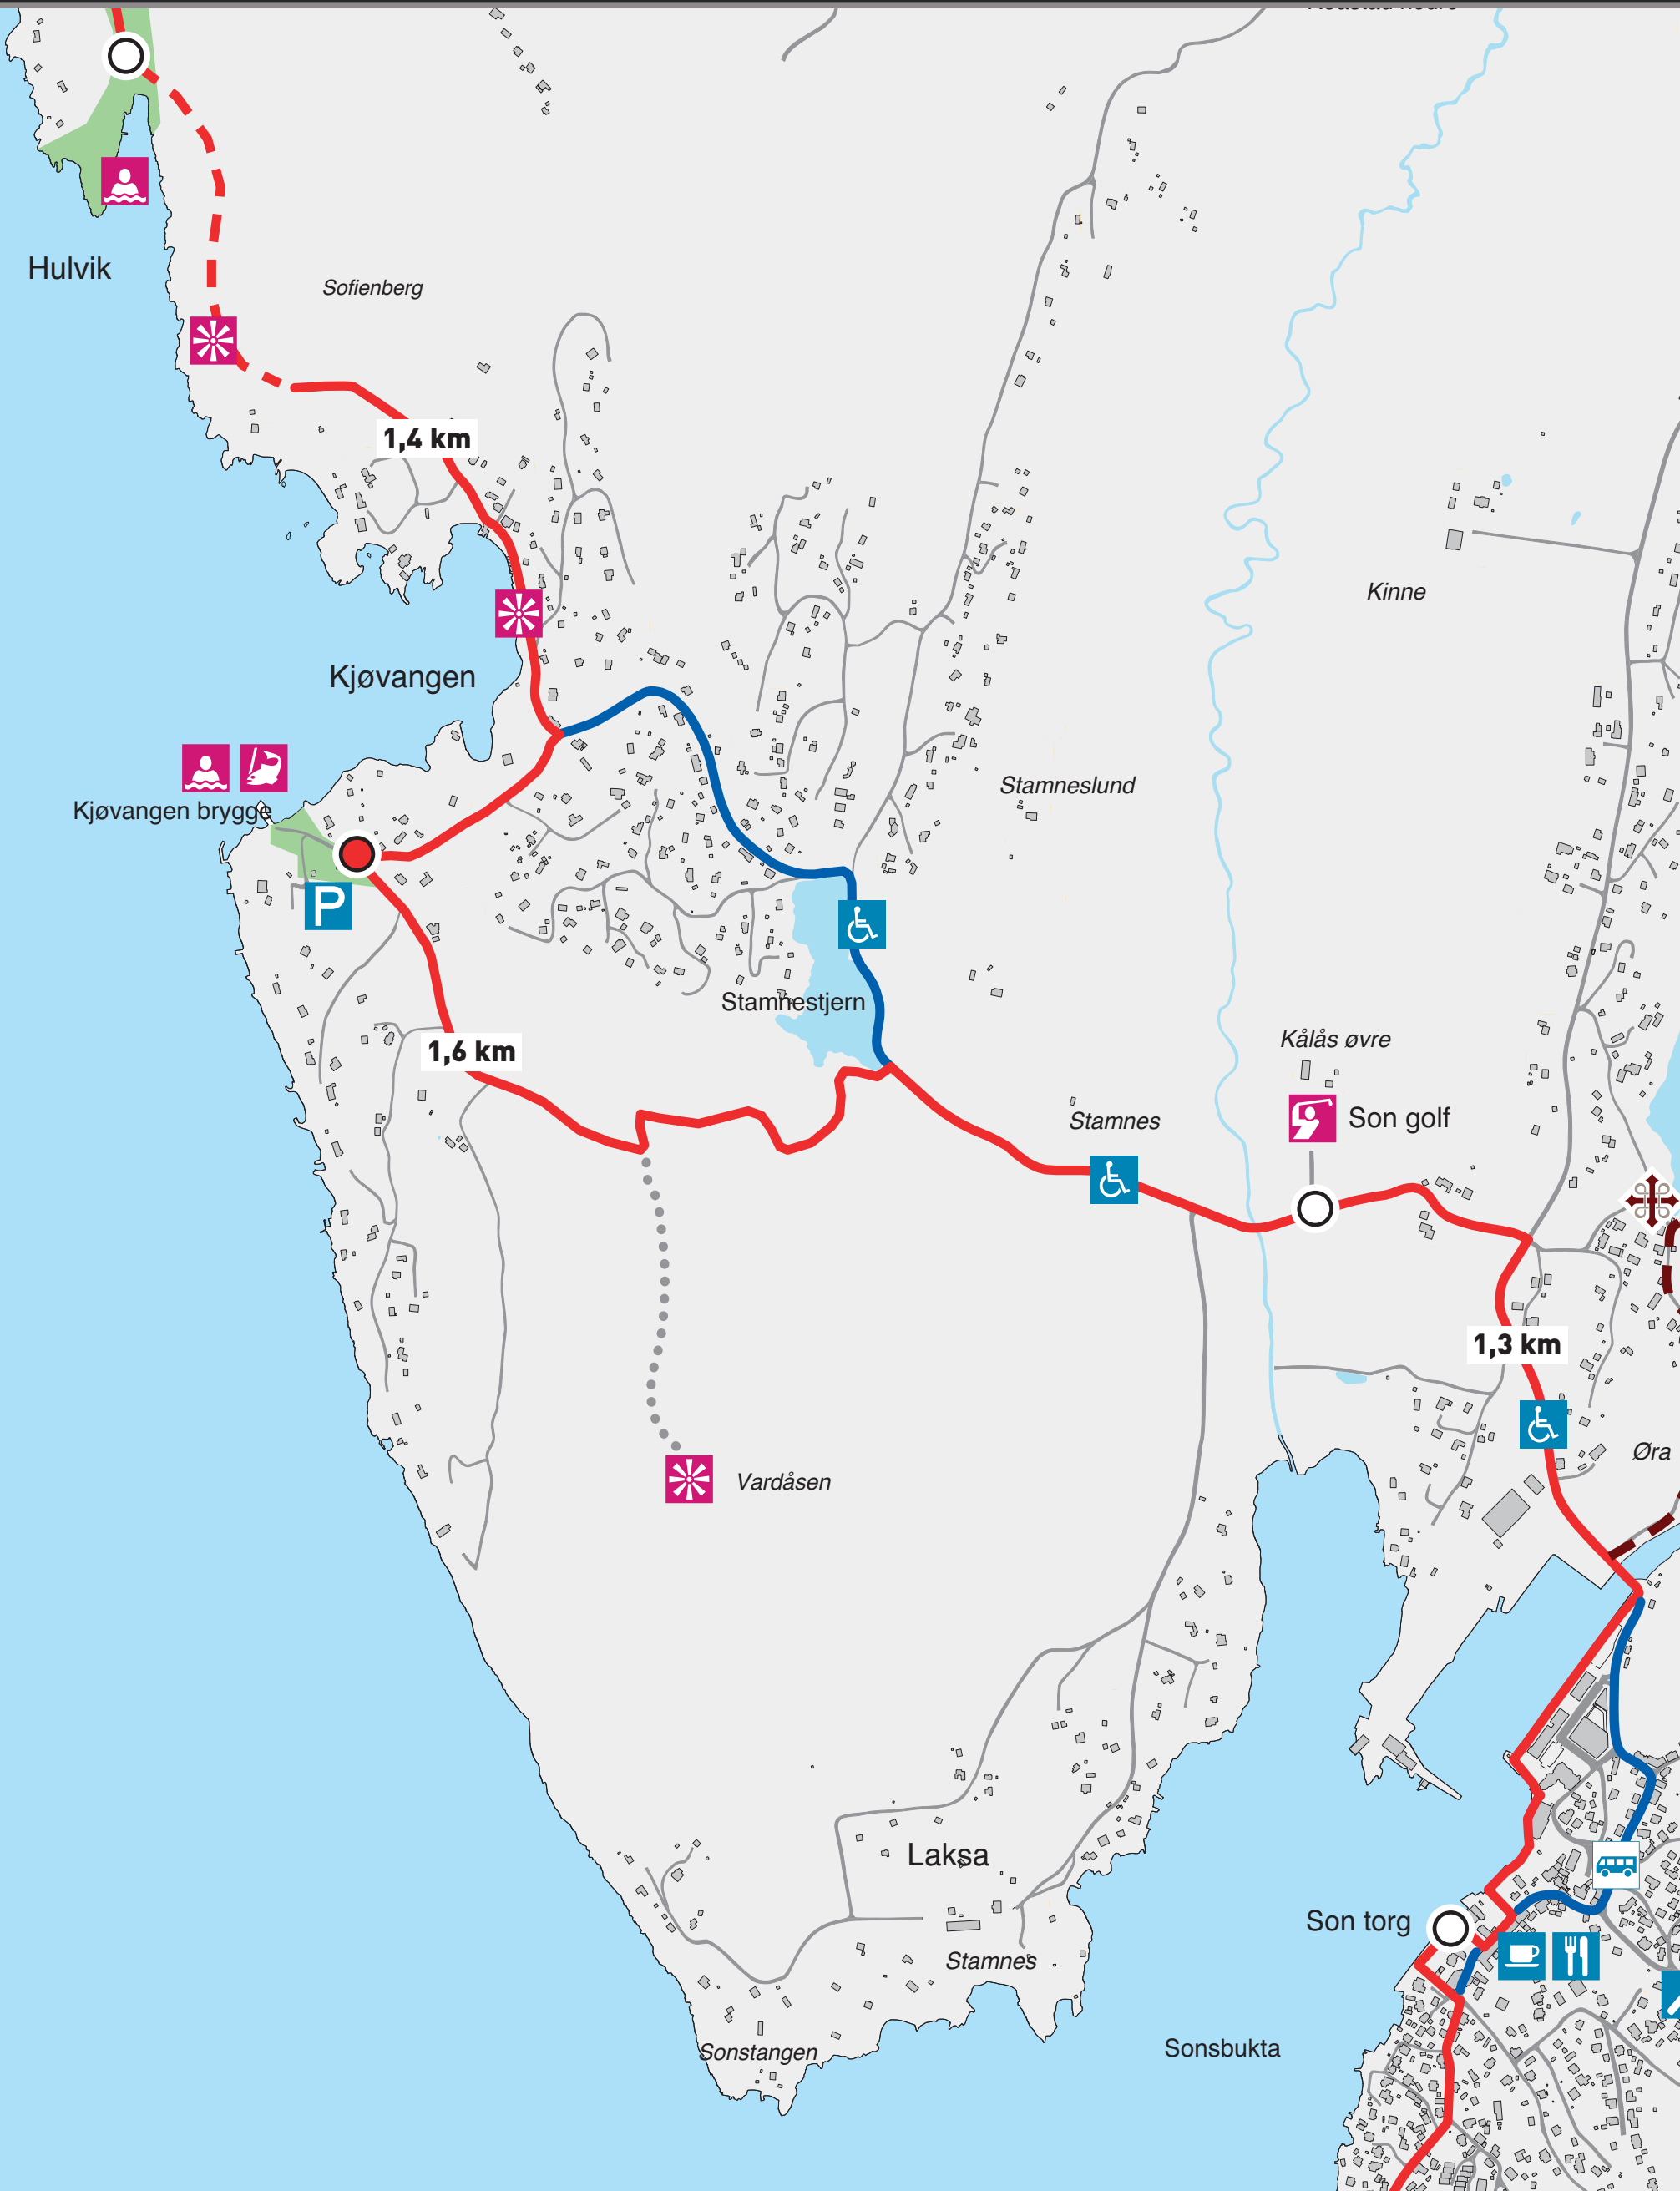 Hulvik
Sofienberg
1,4 km
Kinne
Kjøvangen
Stamneslund
Kjøvangen brygge
P
Stamnestjern
Kålås øvre
1,6 km
Son golf
Stamnes
1,3 km
Øra
Vardåsen
Laksa
Son torg
Stamnes
Sonsbukta
Sonstangen